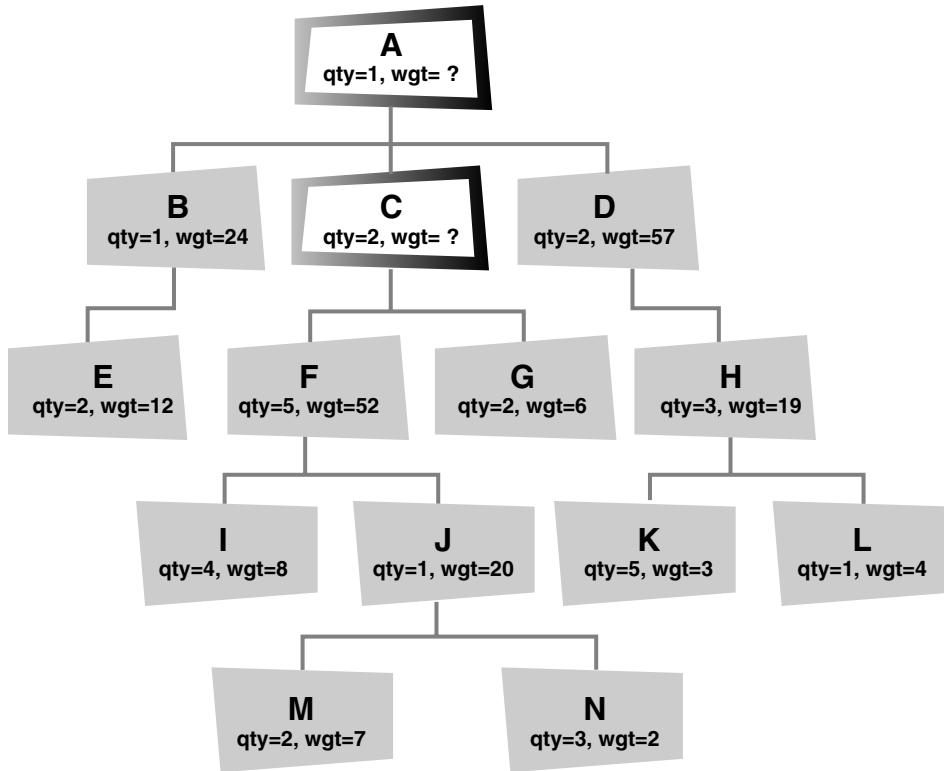 A
qty=1, wgt= ?
B
qty=1, wgt=24
C
qty=2, wgt= ?
D
qty=2, wgt=57
E
qty=2, wgt=12
F
qty=5, wgt=52
G
qty=2, wgt=6
H
qty=3, wgt=19
I
qty=4, wgt=8
J
qty=1, wgt=20
K
qty=5, wgt=3
L
qty=1, wgt=4
M
qty=2, wgt=7
N
qty=3, wgt=2